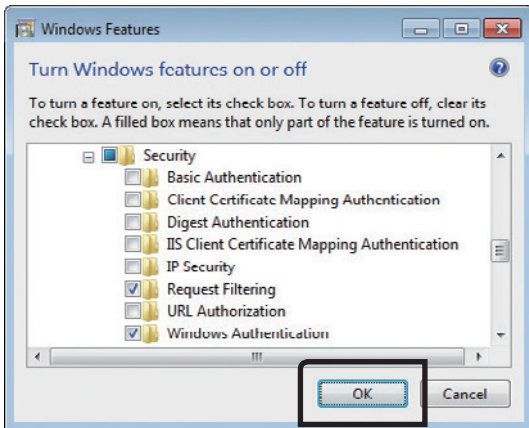 Windows Features
Turn Windows features on or off
To turn a feature on, select its check box. To turn a feature off, clear its
check box. A filled box means that only part of the feature is turned on.
Security
Basic Authentication
Client Certificate Mapping Authentication
Digest Authentication
IIS Client Certificate Mapping Authentication
IP Security
Request Filtering
URL Authorization
Windows Authentication
OK Cancel